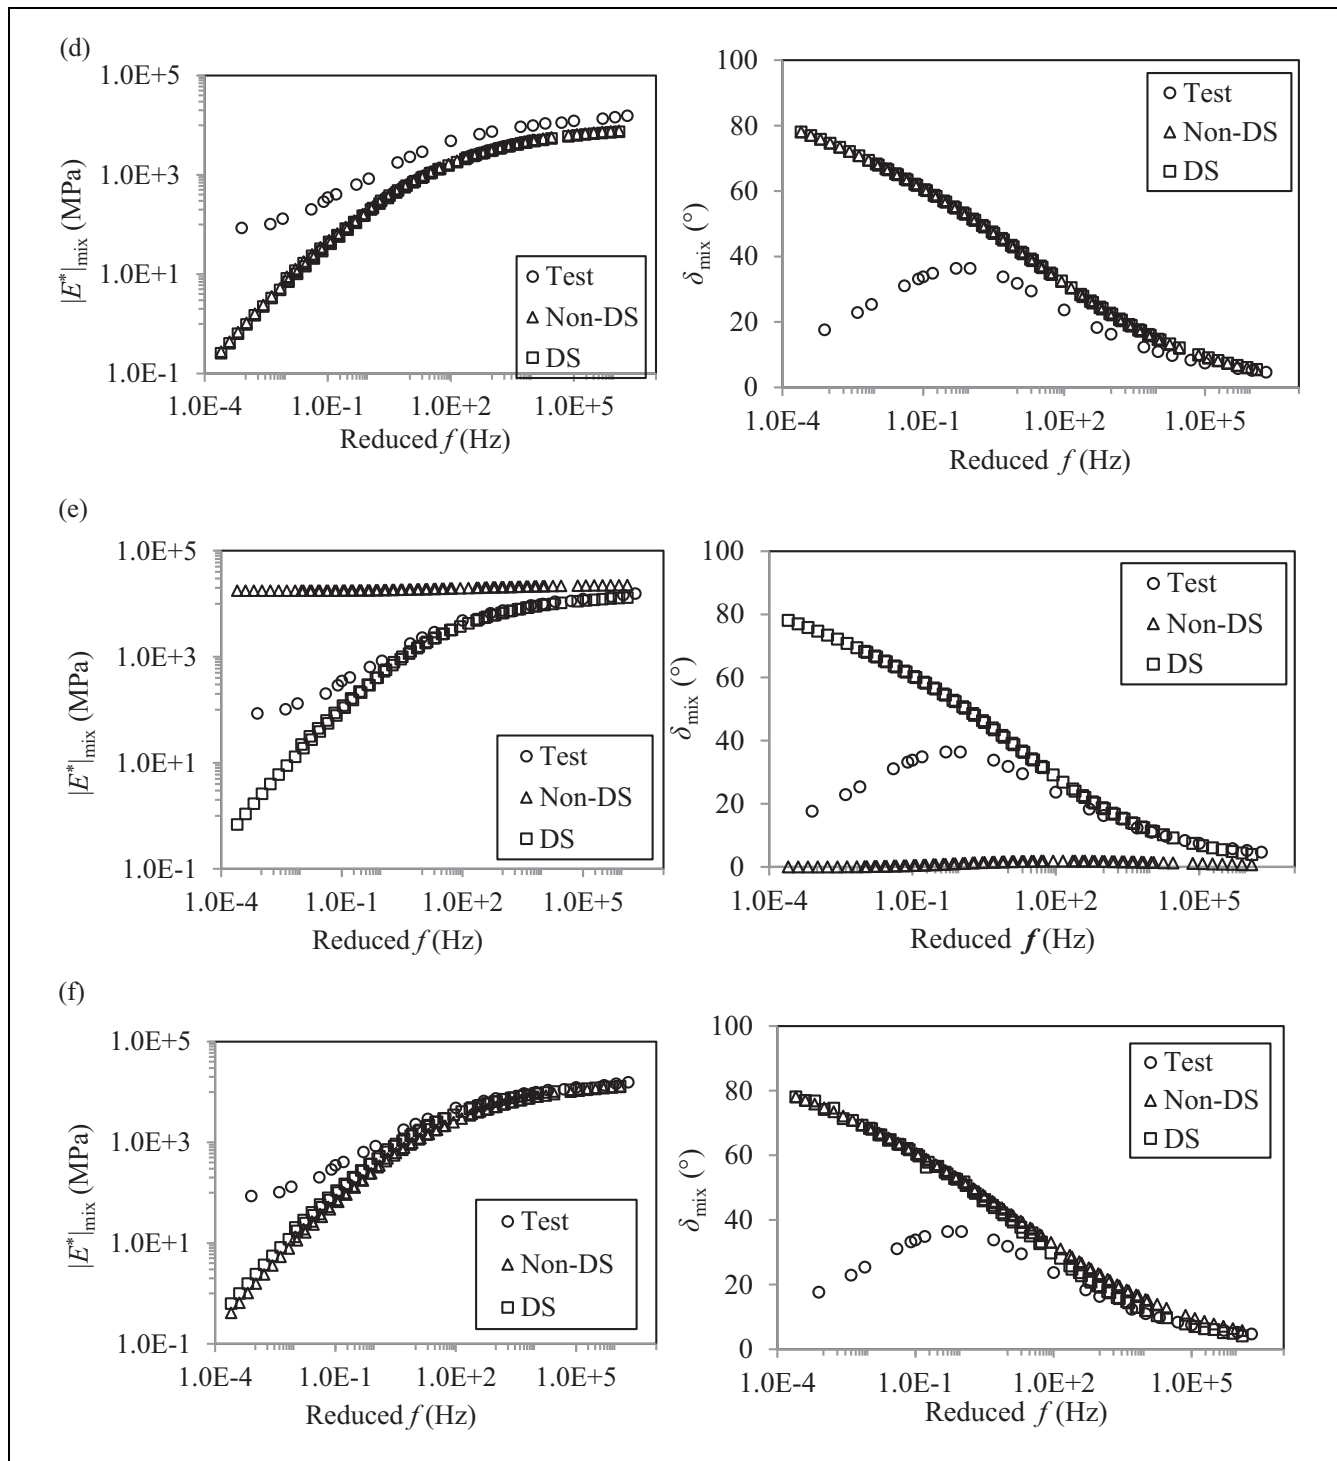 (d)
1.0E+5
1.0E+3
1.0E+1
1.0E-1
|E*|mix (MPa)
Test
Non-DS
DS
1.0E-4 1.0E-1 1.0E+2 1.0E+5
Reduced f (Hz)
100
80
60
40
20
0
δmix (°)
Test
Non-DS
DS
1.0E-4 1.0E-1 1.0E+2 1.0E+5
Reduced f (Hz)
(e)
1.0E+5
1.0E+3
1.0E+1
1.0E-1
|E*|mix (MPa)
Test
Non-DS
DS
1.0E-4 1.0E-1 1.0E+2 1.0E+5
Reduced f (Hz)
100
80
60
40
20
0
δmix (°)
Test
Non-DS
DS
1.0E-4 1.0E-1 1.0E+2 1.0E+5
Reduced f (Hz)
(f)
1.0E+5
1.0E+3
1.0E+1
1.0E-1
|E*|mix (MPa)
Test
Non-DS
DS
1.0E-4 1.0E-1 1.0E+2 1.0E+5
Reduced f (Hz)
100
80
60
40
20
0
δmix (°)
Test
Non-DS
DS
1.0E-4 1.0E-1 1.0E+2 1.0E+5
Reduced f (Hz)